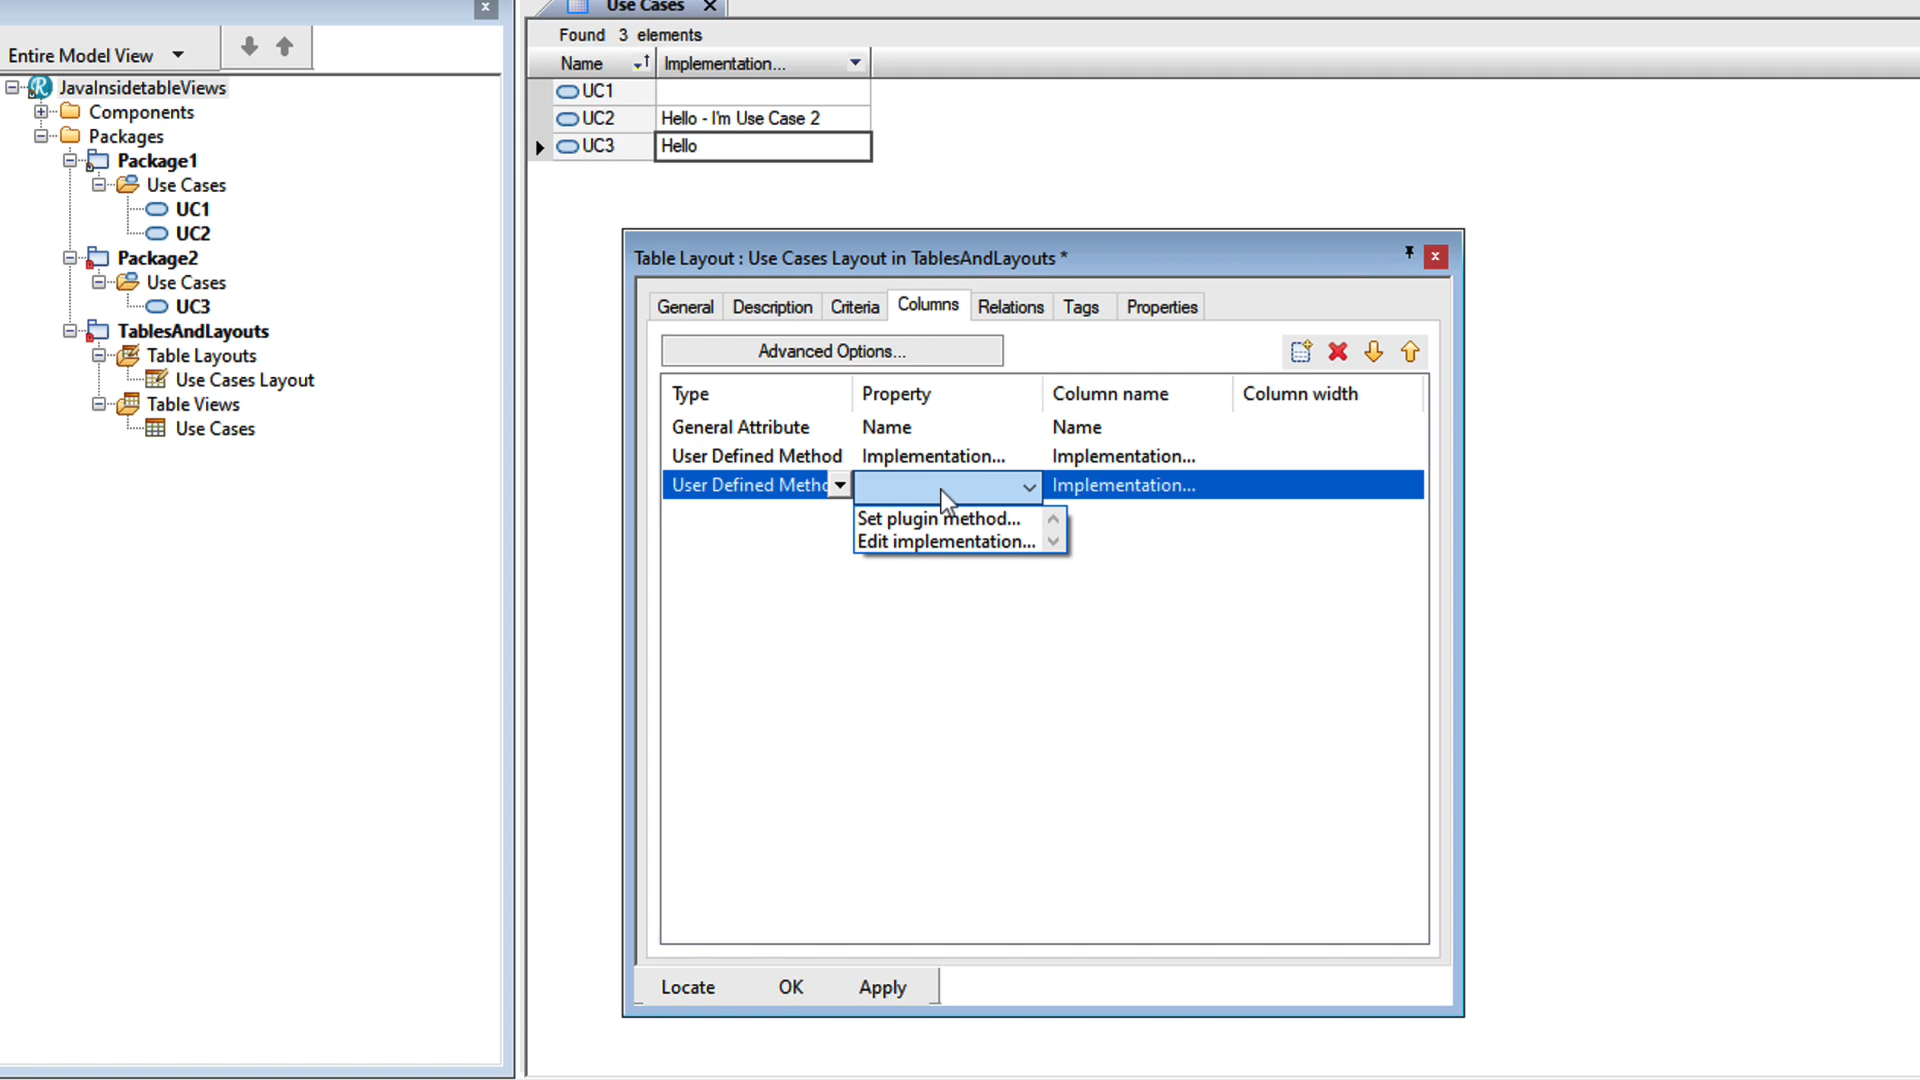 Entire Model View
JavaInsidetableViews
Components
Packages
Package1
Use Cases
UC1
UC2
Package2
Use Cases
UC3
TablesAndLayouts
Table Layouts
Use Cases Layout
Table Views
Use Cases
Use Cases
Found 3 elements
Name Implementation...
UC1
UC2 Hello - I'm Use Case 2
UC3 Hello
Table Layout : Use Cases Layout in TablesAndLayouts *
General Description Criteria Columns Relations Tags Properties
Advanced Options...
Type Property Column name Column width
General Attribute Name Name
User Defined Method Implementation... Implementation...
User Defined Metho Implementation...
Set plugin method...
Edit implementation...
Locate OK Apply